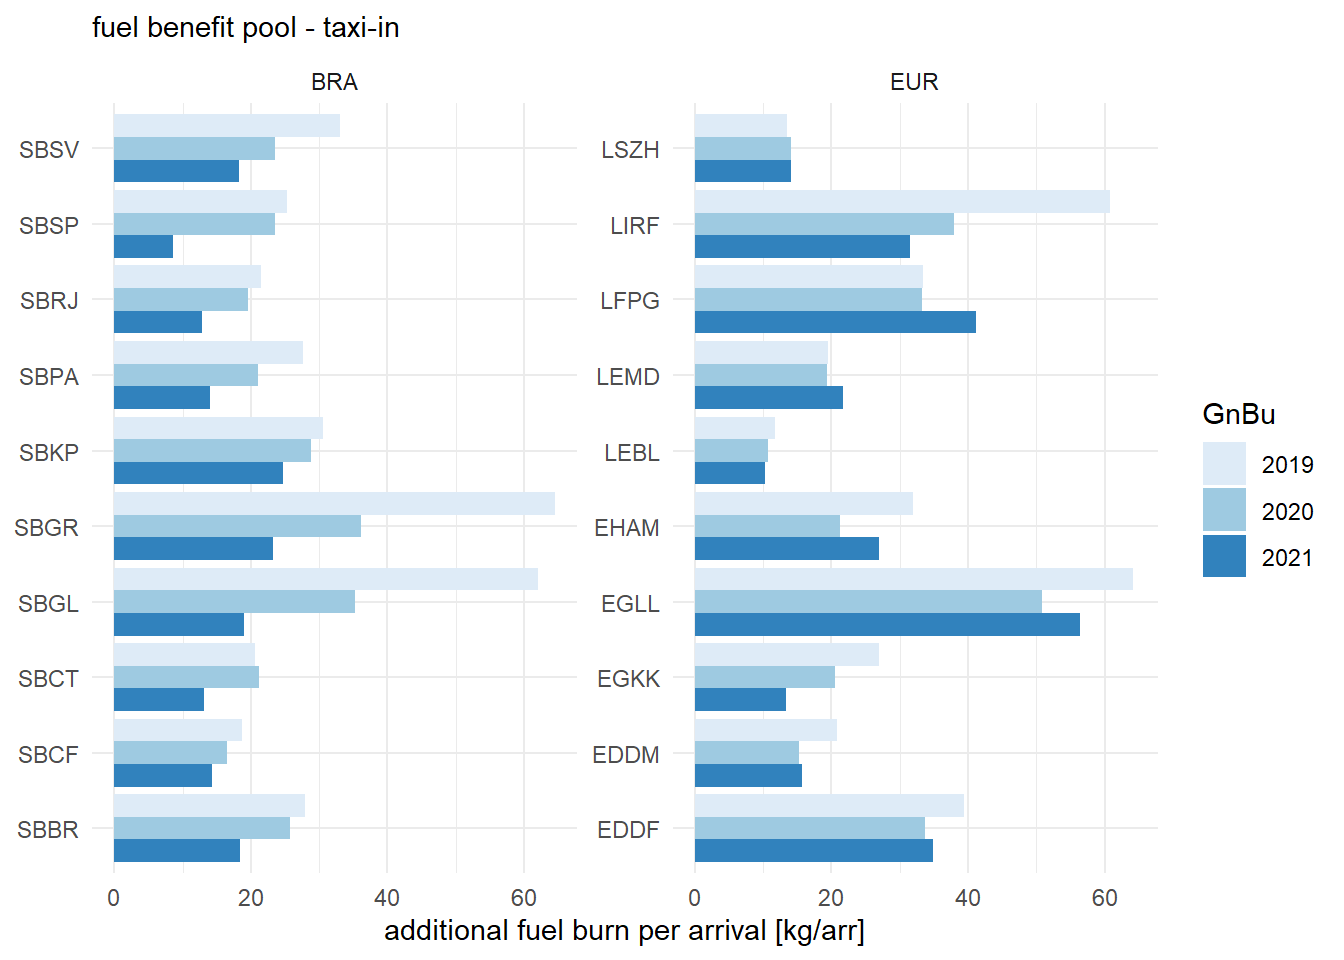 fuel benefit pool - taxi-in
BRA
EUR
SBSV
SBSP
SBRJ
SBPA
SBKP
SBGR
SBGL
SBCT
SBCF
SBBR
0 20 40 60
LSZH
LIRF
LFPG
LEMD
LEBL
EHAM
EGLL
EGKK
EDDM
EDDF
0 20 40 60
additional fuel burn per arrival [kg/arr]
GnBu
2019
2020
2021